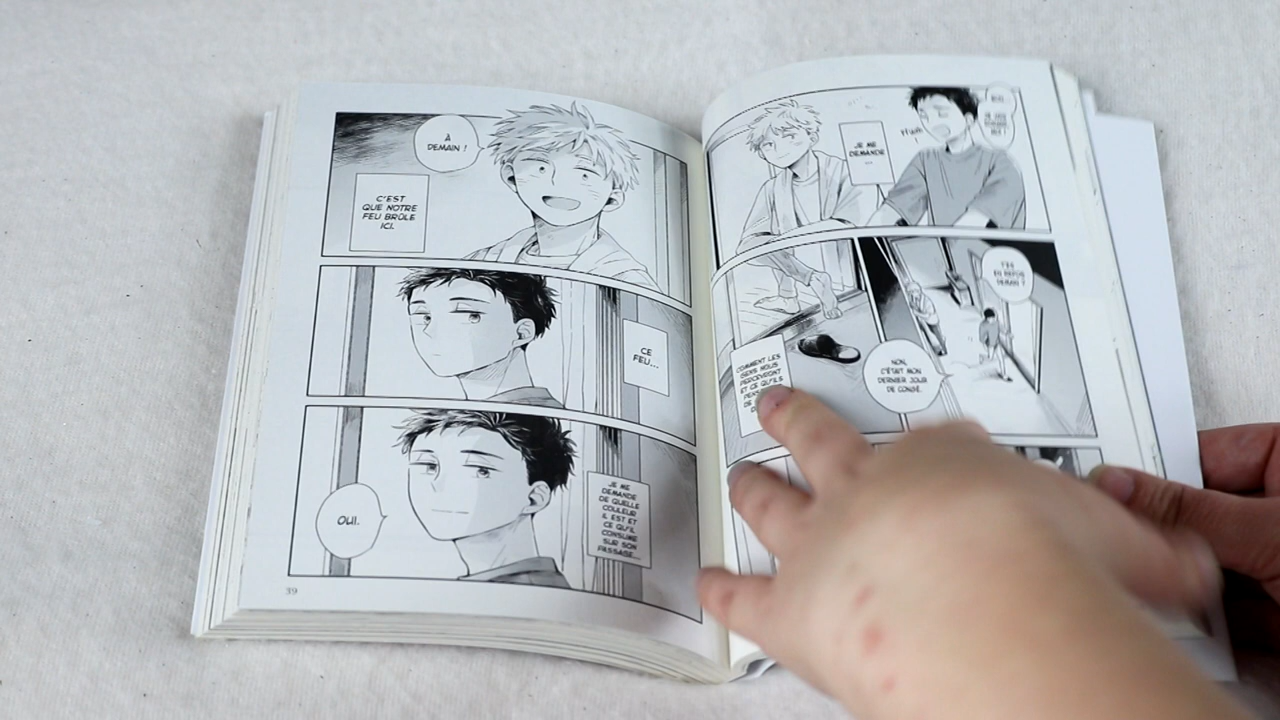 JE ME
DEMANDE
...
T'ES
EN REPOS
DEMAIN ?
NON,
C'ÉTAIT MON
DERNIER JOUR
DE CONGÉ.
COMMENT LES
GENS NOUS
PERCEVRONT
ET CE QU'ILS
À
DEMAIN !
C'EST
QUE NOTRE
FEU BRÛLE
ICI.
CE
FEU...
JE ME
DEMANDE
DE QUELLE
COULEUR
IL EST ET
CE QU'IL
CONSUME
SUR SON
PASSAGE...
OUI.
39